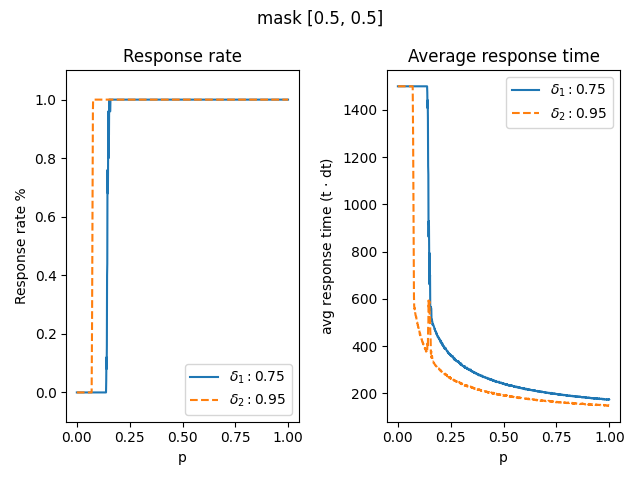 mask [0.5, 0.5]
Response rate
Response rate %
1.0
0.8
0.6
0.4
0.2
0.0
δ₁ : 0.75
δ₂ : 0.95
0.00
0.25
0.50
0.75
1.00
p
Average response time
avg response time (t · dt)
1400
1200
1000
800
600
400
200
δ₁ : 0.75
δ₂ : 0.95
0.00
0.25
0.50
0.75
1.00
p